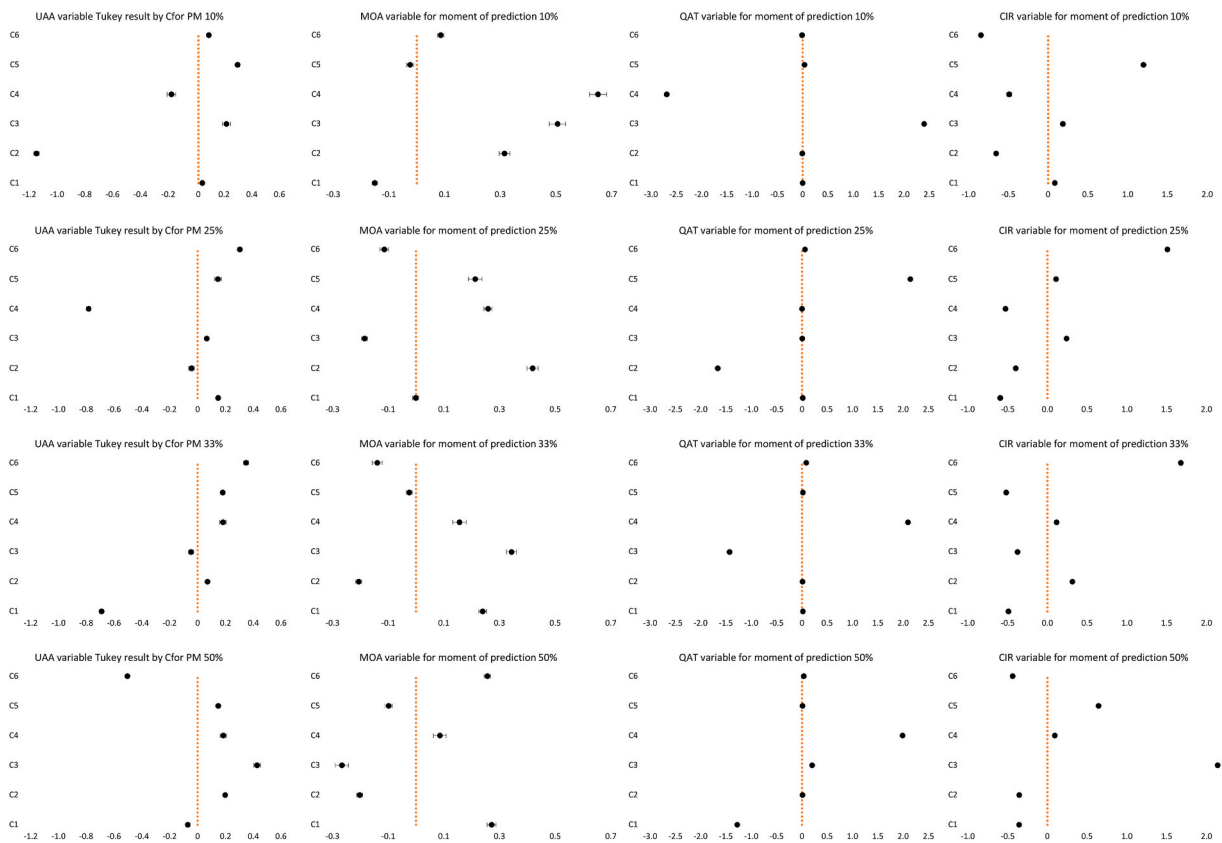 UAA variable Tukey result by Cfor PM 10%
C6
C5
C4
C3
C2
C1
-1.2 -1.0 -0.8 -0.6 -0.4 -0.2 0 0.2 0.4 0.6
MOA variable for moment of prediction 10%
C6
C5
C4
C3
C2
C1
-0.3 -0.1 0.1 0.3 0.5 0.7
QAT variable for moment of prediction 10%
C6
C5
C4
C3
C2
C1
-3.0 -2.5 -2.0 -1.5 -1.0 -0.5 0 0.5 1.0 1.5 2.0 2.5
CIR variable for moment of prediction 10%
C6
C5
C4
C3
C2
C1
-1.0 -0.5 0.0 0.5 1.0 1.5 2.0
UAA variable Tukey result by Cfor PM 25%
C6
C5
C4
C3
C2
C1
-1.2 -1.0 -0.8 -0.6 -0.4 -0.2 0 0.2 0.4 0.6
MOA variable for moment of prediction 25%
C6
C5
C4
C3
C2
C1
-0.3 -0.1 0.1 0.3 0.5 0.7
QAT variable for moment of prediction 25%
C6
C5
C4
C3
C2
C1
-3.0 -2.5 -2.0 -1.5 -1.0 -0.5 0 0.5 1.0 1.5 2.0 2.5
CIR variable for moment of prediction 25%
C6
C5
C4
C3
C2
C1
-1.0 -0.5 0.0 0.5 1.0 1.5 2.0
UAA variable Tukey result by Cfor PM 33%
C6
C5
C4
C3
C2
C1
-1.2 -1.0 -0.8 -0.6 -0.4 -0.2 0 0.2 0.4 0.6
MOA variable for moment of prediction 33%
C6
C5
C4
C3
C2
C1
-0.3 -0.1 0.1 0.3 0.5 0.7
QAT variable for moment of prediction 33%
C6
C5
C4
C3
C2
C1
-3.0 -2.5 -2.0 -1.5 -1.0 -0.5 0 0.5 1.0 1.5 2.0 2.5
CIR variable for moment of prediction 33%
C6
C5
C4
C3
C2
C1
-1.0 -0.5 0.0 0.5 1.0 1.5 2.0
UAA variable Tukey result by Cfor PM 50%
C6
C5
C4
C3
C2
C1
-1.2 -1.0 -0.8 -0.6 -0.4 -0.2 0 0.2 0.4 0.6
MOA variable for moment of prediction 50%
C6
C5
C4
C3
C2
C1
-0.3 -0.1 0.1 0.3 0.5 0.7
QAT variable for moment of prediction 50%
C6
C5
C4
C3
C2
C1
-3.0 -2.5 -2.0 -1.5 -1.0 -0.5 0 0.5 1.0 1.5 2.0 2.5
CIR variable for moment of prediction 50%
C6
C5
C4
C3
C2
C1
-1.0 -0.5 0.0 0.5 1.0 1.5 2.0